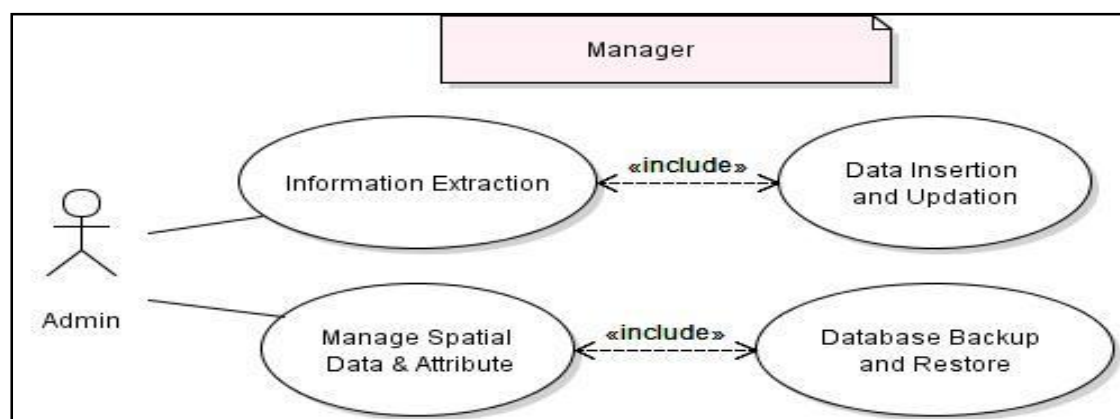 Manager
Information Extraction
«include»
Data Insertion
and Updation
Admin
Manage Spatial
Data & Attribute
«include»
Database Backup
and Restore